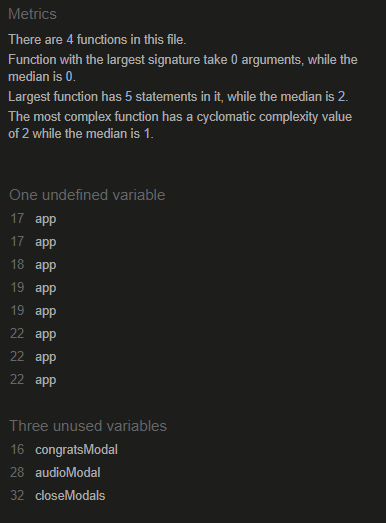 Metrics
There are 4 functions in this file.
Function with the largest signature take 0 arguments, while the
median is 0.
Largest function has 5 statements in it, while the median is 2.
The most complex function has a cyclomatic complexity value
of 2 while the median is 1.
One undefined variable
17 app
17 app
18 app
19 app
19 app
22 app
22 app
22 app
Three unused variables
16 congratsModal
28 audioModal
32 closeModals